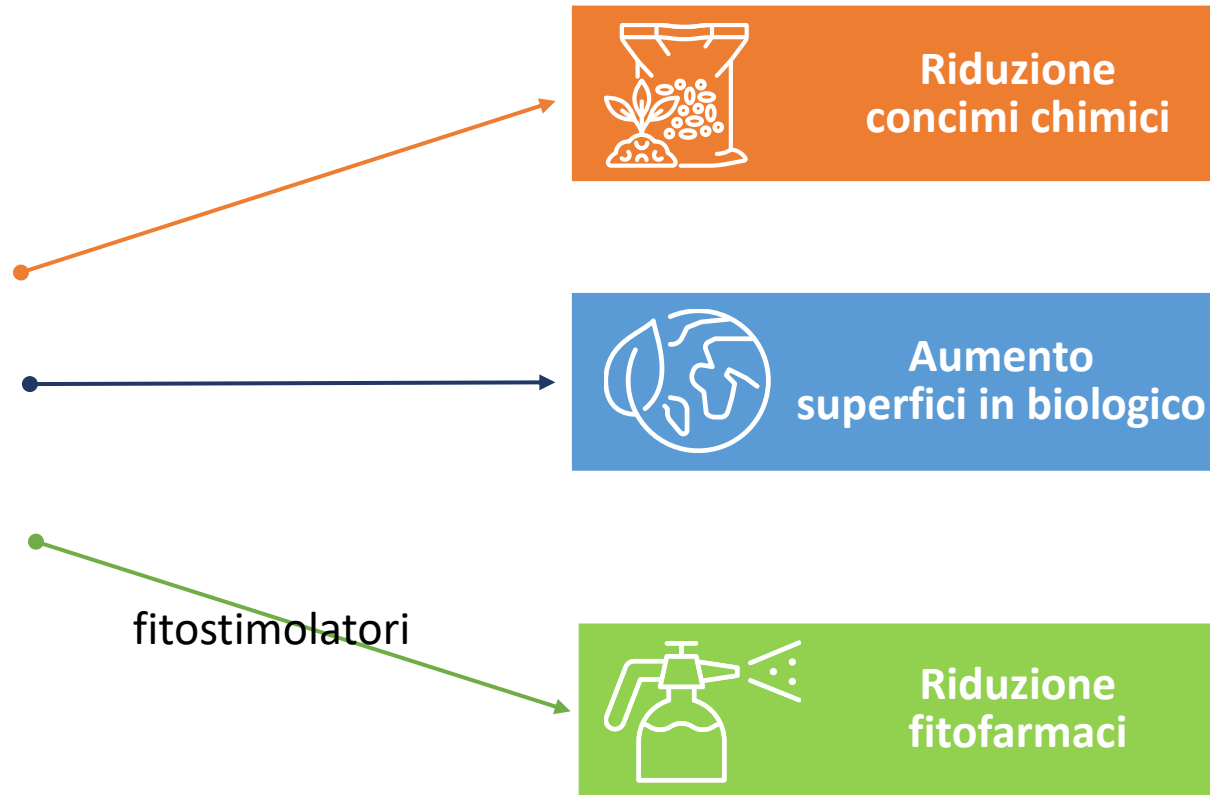 Riduzione
concimi chimici
Aumento
superfici in biologico
fitostimolatori
Riduzione
fitofarmaci